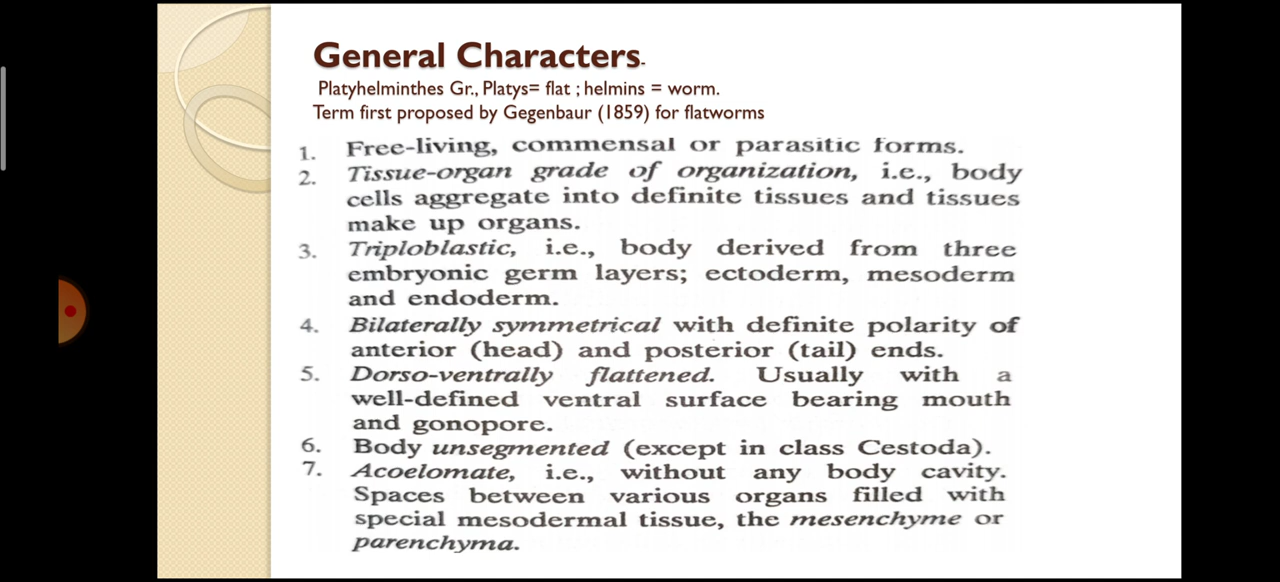 General Characters-
Platyhelminthes Gr., Platys= flat ; helmins = worm.
Term first proposed by Gegenbaur (1859) for flatworms
1. Free-living, commensal or parasitic forms.
2. Tissue-organ grade of organization, i.e., body
cells aggregate into definite tissues and tissues
make up organs.
3. Triploblastic, i.e., body derived from three
embryonic germ layers; ectoderm, mesoderm
and endoderm.
4. Bilaterally symmetrical with definite polarity of
anterior (head) and posterior (tail) ends.
5. Dorso-ventrally flattened. Usually with a
well-defined ventral surface bearing mouth
and gonopore.
6. Body unsegmented (except in class Cestoda).
7. Acoelomate, i.e., without any body cavity.
Spaces between various organs filled with
special mesodermal tissue, the mesenchyme or
parenchyma.